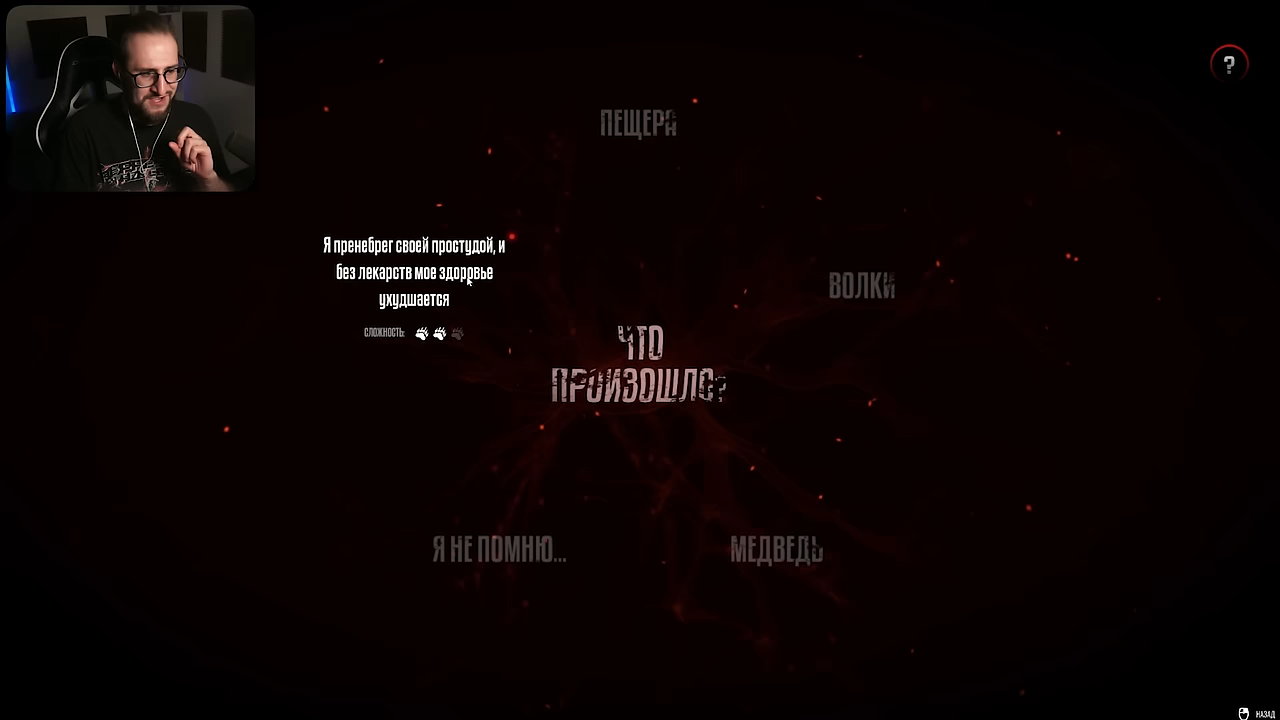 ?
ПЕЩЕРА
Я пренебрег своей простудой, и
без лекарств мое здоровье
ухудшается
СЛОЖНОСТЬ:
ВОЛКИ
ЧТО
ПРОИЗОШЛО?
Я НЕ ПОМНЮ...
МЕДВЕДЬ
НАЗАД